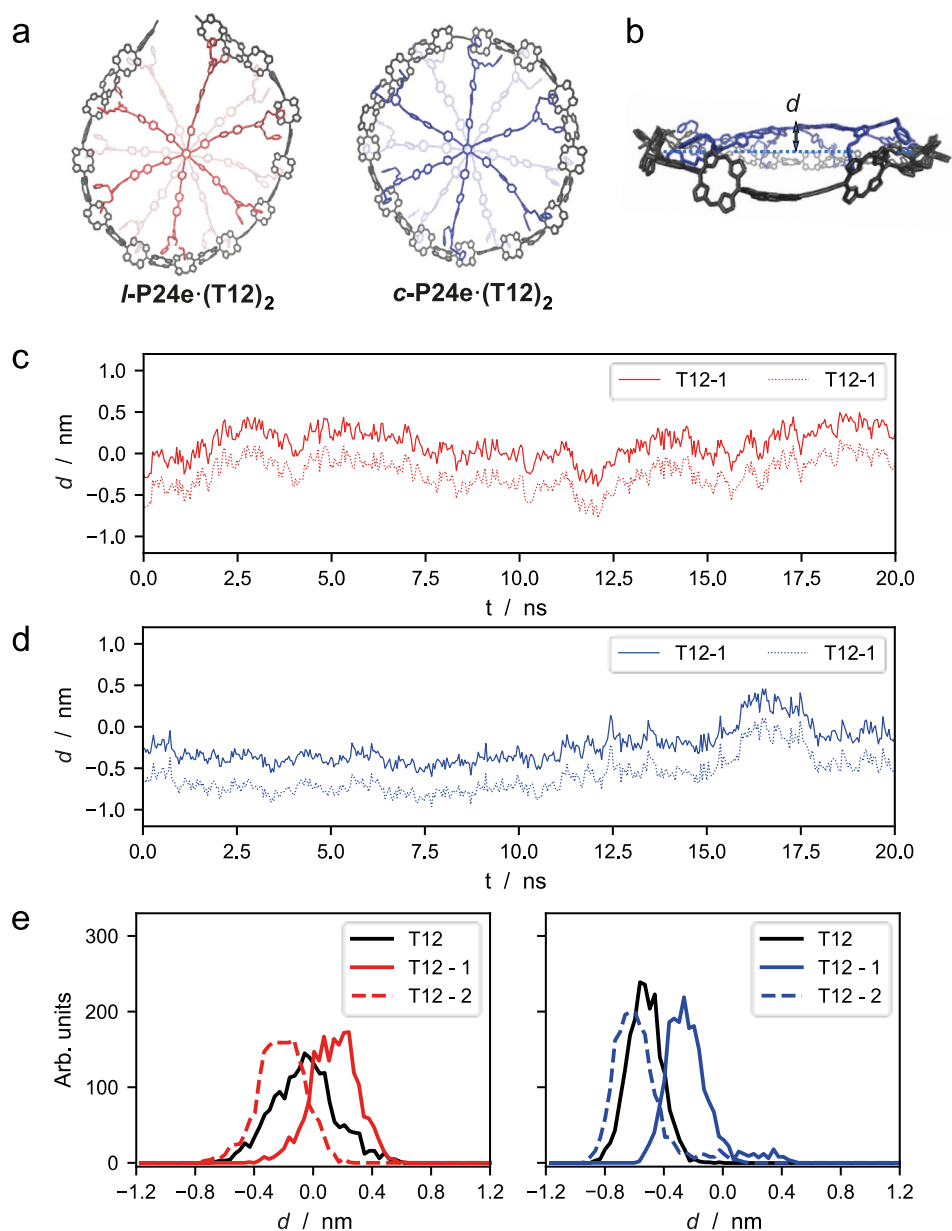 a
b
d
l-P24e·(T12)₂
c-P24e·(T12)₂
c
T12-1 T12-1
1.0
0.5
0.0
−0.5
−1.0
d / nm
0.0 2.5 5.0 7.5 10.0 12.5 15.0 17.5 20.0
t / ns
d
T12-1 T12-1
1.0
0.5
0.0
−0.5
−1.0
d / nm
0.0 2.5 5.0 7.5 10.0 12.5 15.0 17.5 20.0
t / ns
e
300
200
100
0
Arb. units
T12
T12 - 1
T12 - 2
−1.2 −0.8 −0.4 0.0 0.4 0.8 1.2
d / nm
T12
T12 - 1
T12 - 2
−1.2 −0.8 −0.4 0.0 0.4 0.8 1.2
d / nm